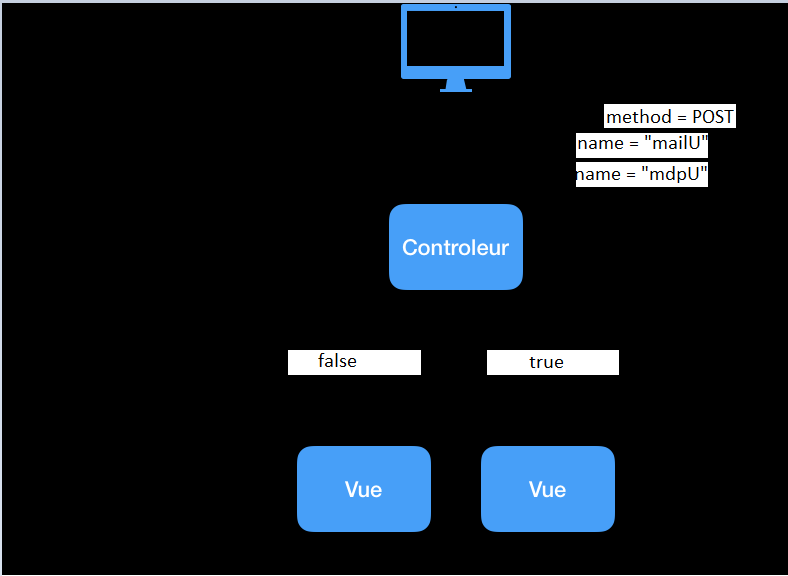 method = POST
name = "mailU"
name = "mdpU"
Controleur
false
true
Vue
Vue